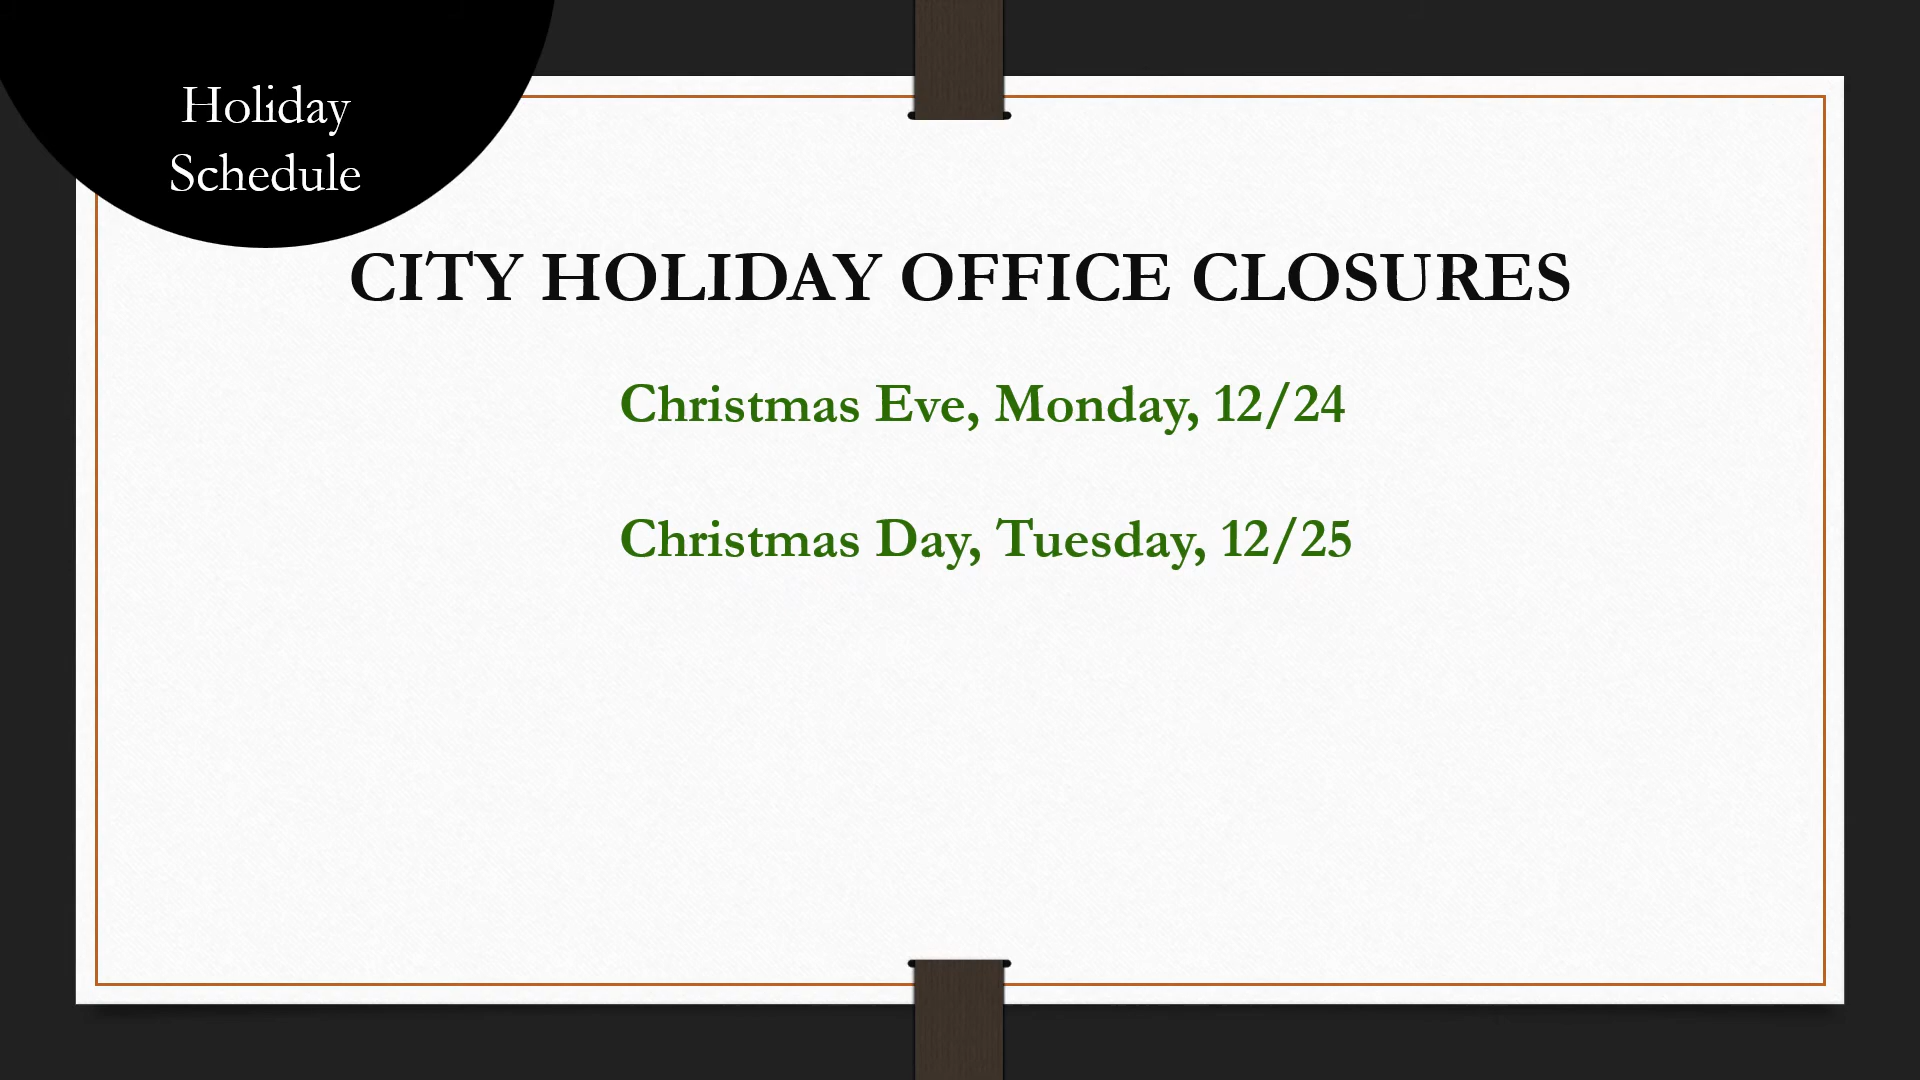 Holiday
Schedule
CITY HOLIDAY OFFICE CLOSURES
Christmas Eve, Monday, 12/24
Christmas Day, Tuesday, 12/25